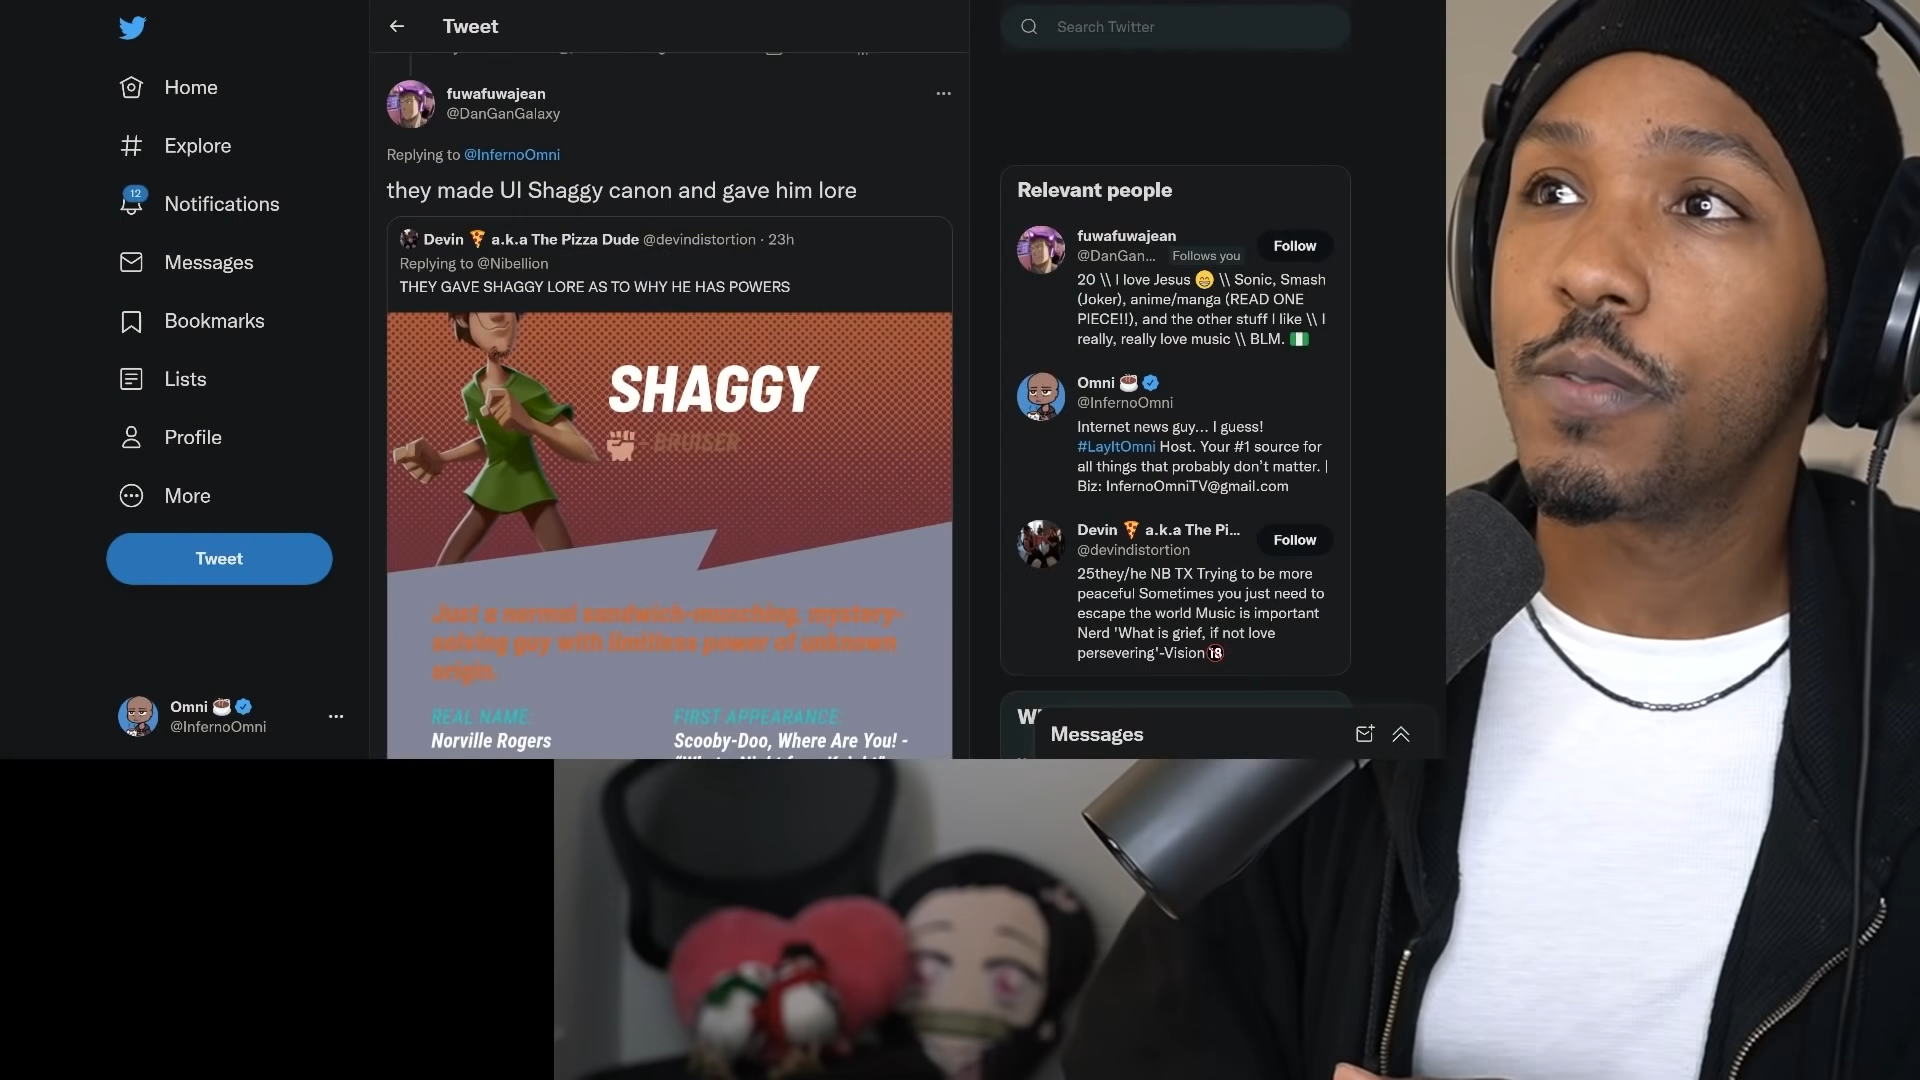 Home
Explore
12
Notifications
Messages
Bookmarks
Lists
Profile
More
Tweet
Omni
@InfernoOmni
Tweet
fuwafuwajean
@DanGanGalaxy
Replying to @InfernoOmni
they made UI Shaggy canon and gave him lore
Devin a.k.a The Pizza Dude @devindistortion · 23h
Replying to @Nibellion
THEY GAVE SHAGGY LORE AS TO WHY HE HAS POWERS
SHAGGY
BRUISER
Just a normal sandwich-munching, mystery-
solving guy with limitless power of unknown
origin.
REAL NAME:
Norville Rogers
FIRST APPEARANCE:
Scooby-Doo, Where Are You! -
Search Twitter
Relevant people
fuwafuwajean
@DanGan... Follows you
Follow
20 \\ I love Jesus 😁 \\ Sonic, Smash
(Joker), anime/manga (READ ONE
PIECE!!), and the other stuff I like \\ I
really, really love music \\ BLM. 🇳🇬
Omni
@InfernoOmni
Internet news guy... I guess!
#LayItOmni Host. Your #1 source for
all things that probably don't matter. |
Biz: InfernoOmniTV@gmail.com
Devin a.k.a The Pi...
@devindistortion
Follow
25they/he NB TX Trying to be more
peaceful Sometimes you just need to
escape the world Music is important
Nerd 'What is grief, if not love
persevering'-Vision🔞
Messages